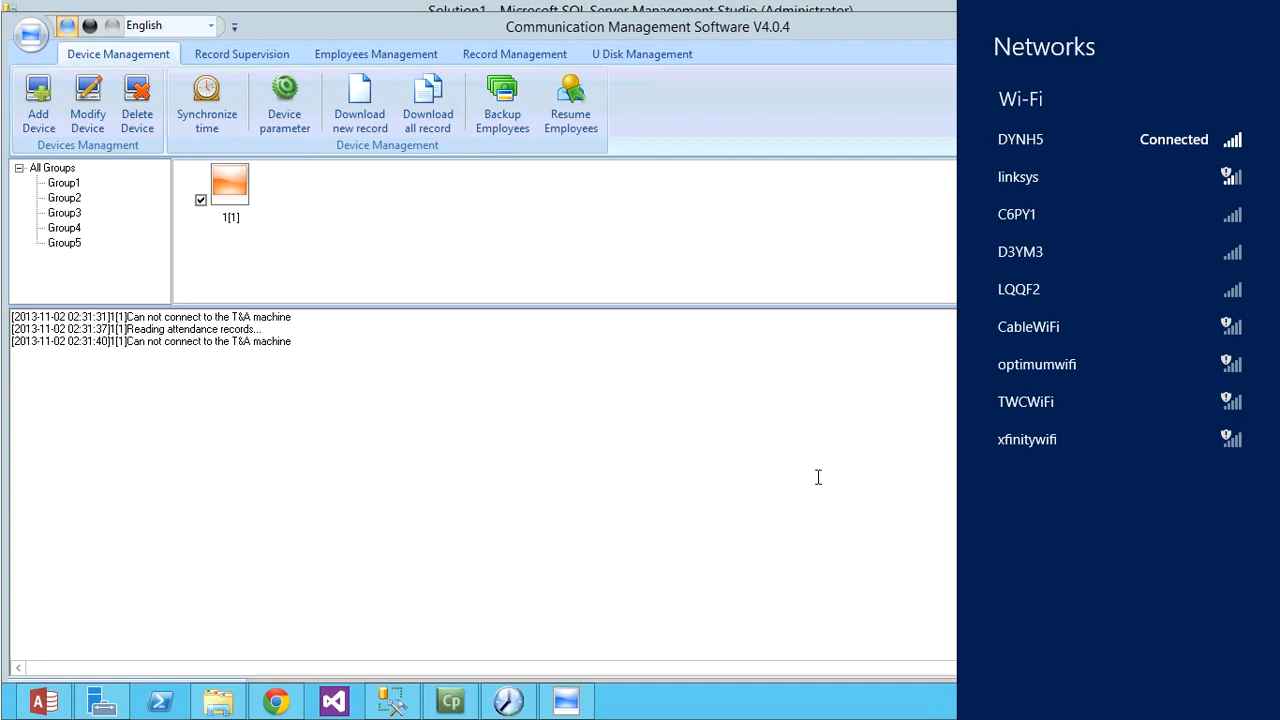 Solution1 - Microsoft SQL Server Management Studio (Administrator)
English
Communication Management Software V4.0.4
Device Management
Record Supervision
Employees Management
Record Management
U Disk Management
Add Device
Modify Device
Delete Device
Synchronize time
Device parameter
Download new record
Download all record
Backup Employees
Resume Employees
Devices Managment
Device Management
All Groups
Group1
Group2
Group3
Group4
Group5
1[1]
[2013-11-02 02:31:31]1[1]Can not connect to the T&A machine
[2013-11-02 02:31:37]1[1]Reading attendance records...
[2013-11-02 02:31:40]1[1]Can not connect to the T&A machine
Networks
Wi-Fi
DYNH5 Connected
linksys
C6PY1
D3YM3
LQQF2
CableWiFi
optimumwifi
TWCWiFi
xfinitywifi
Cp